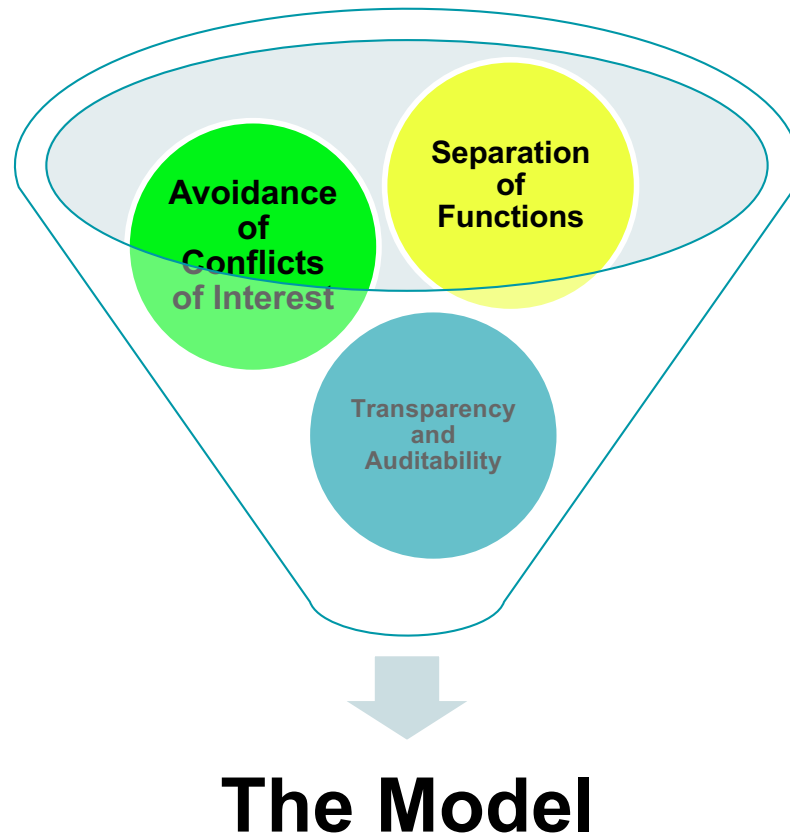 Avoidance
of
Conflicts
of Interest
Separation
of
Functions
Transparency
and
Auditability
The Model